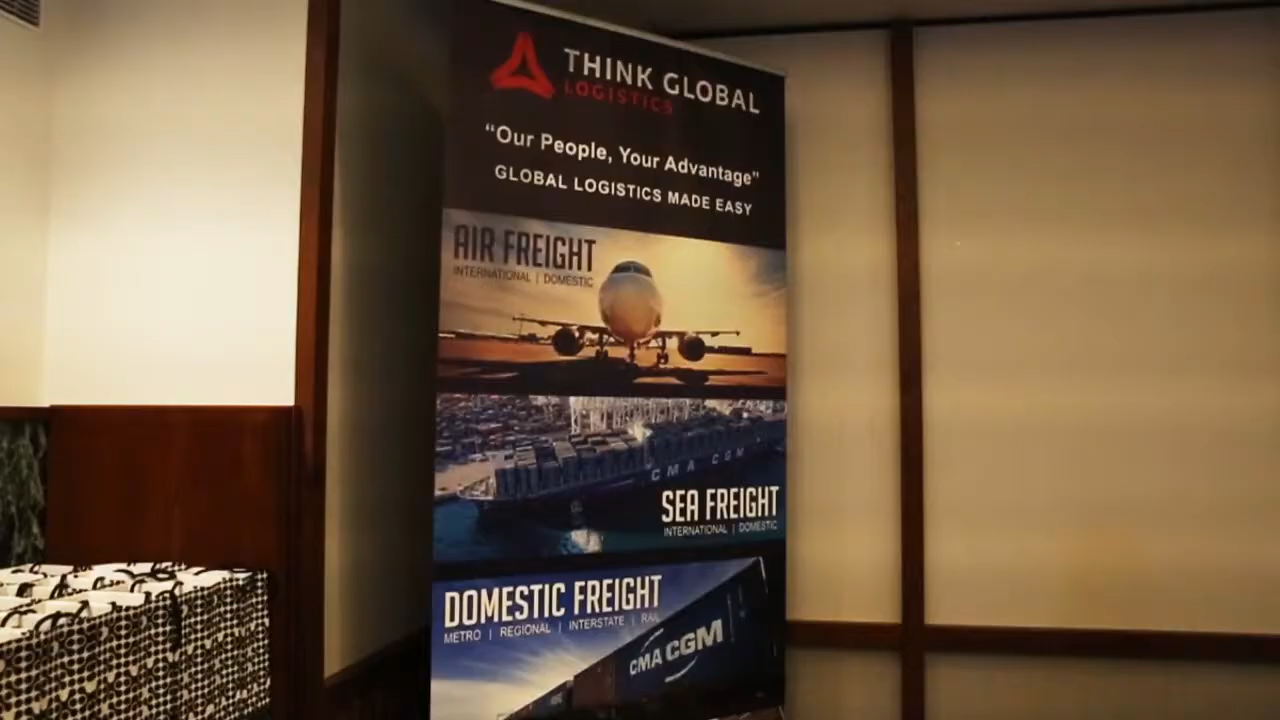 THINK GLOBAL
LOGISTICS
“Our People, Your Advantage”
GLOBAL LOGISTICS MADE EASY
AIR FREIGHT
INTERNATIONAL | DOMESTIC
CMA CGM
SEA FREIGHT
INTERNATIONAL | DOMESTIC
DOMESTIC FREIGHT
METRO | REGIONAL | INTERSTATE | RAIL
CMA CGM